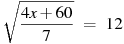 √((4x + 60)/7) = 12